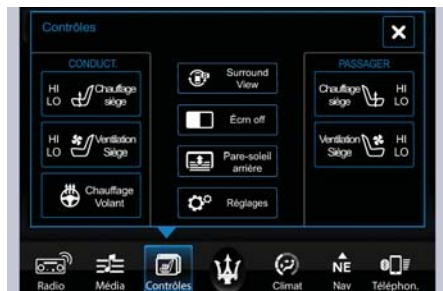 Contrôles
CONDUCT.
HI
LO
Chauffage
siège
HI
LO
Ventilation
Siège
Chauffage
Volant
Surround
View
Écrn off
Pare-soleil
arrière
Réglages
PASSAGER
Chauffage
siège
HI
LO
Ventilation
Siège
HI
LO
Radio
Média
Contrôles
Climat
NE
Nav
Téléphon.